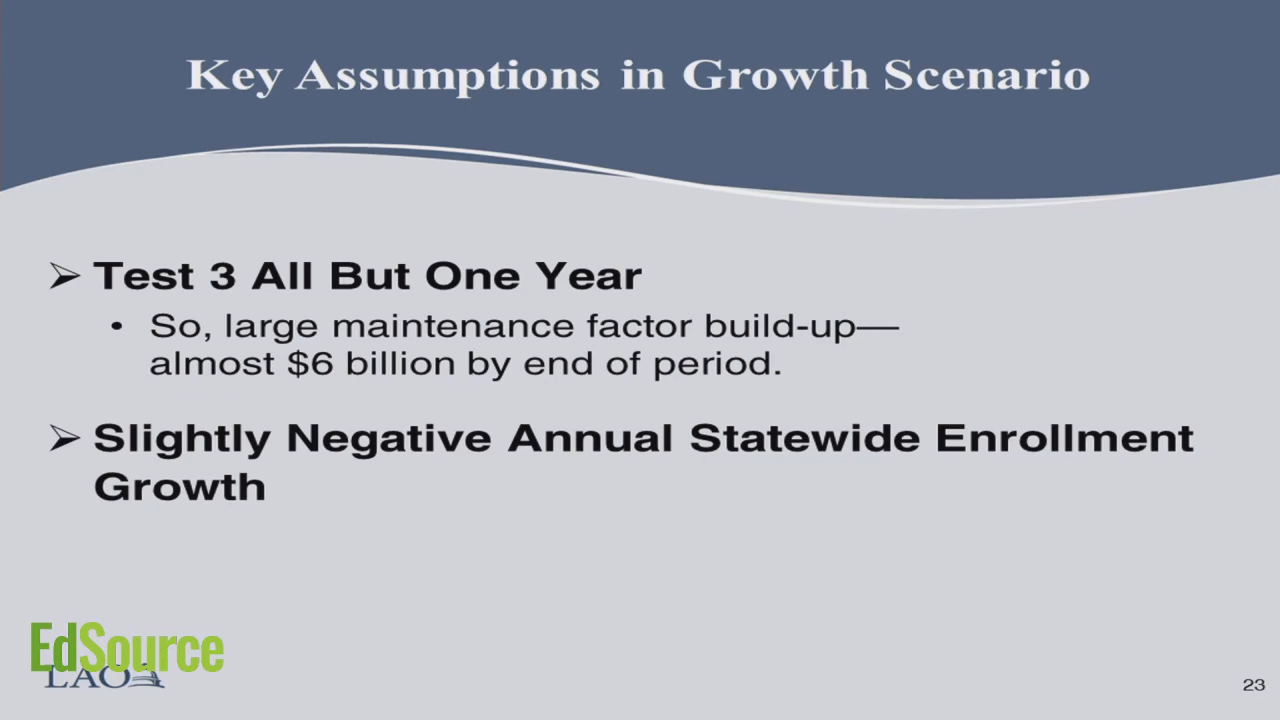 Key Assumptions in Growth Scenario
➢ Test 3 All But One Year
• So, large maintenance factor build-up—
almost $6 billion by end of period.
➢ Slightly Negative Annual Statewide Enrollment
Growth
EdSource
LAO
23